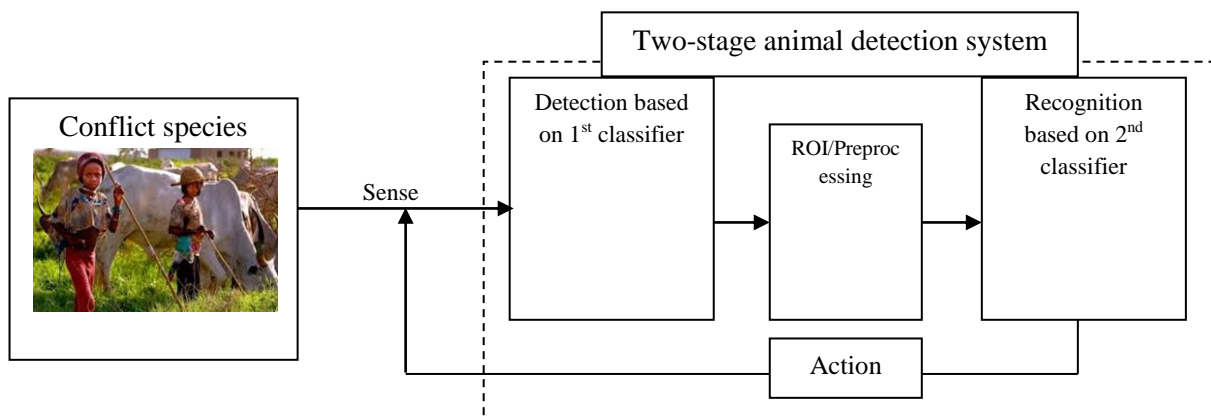 Two-stage animal detection system
Conflict species
Sense
Detection based
on 1st classifier
ROI/Preproc
essing
Recognition
based on 2nd
classifier
Action